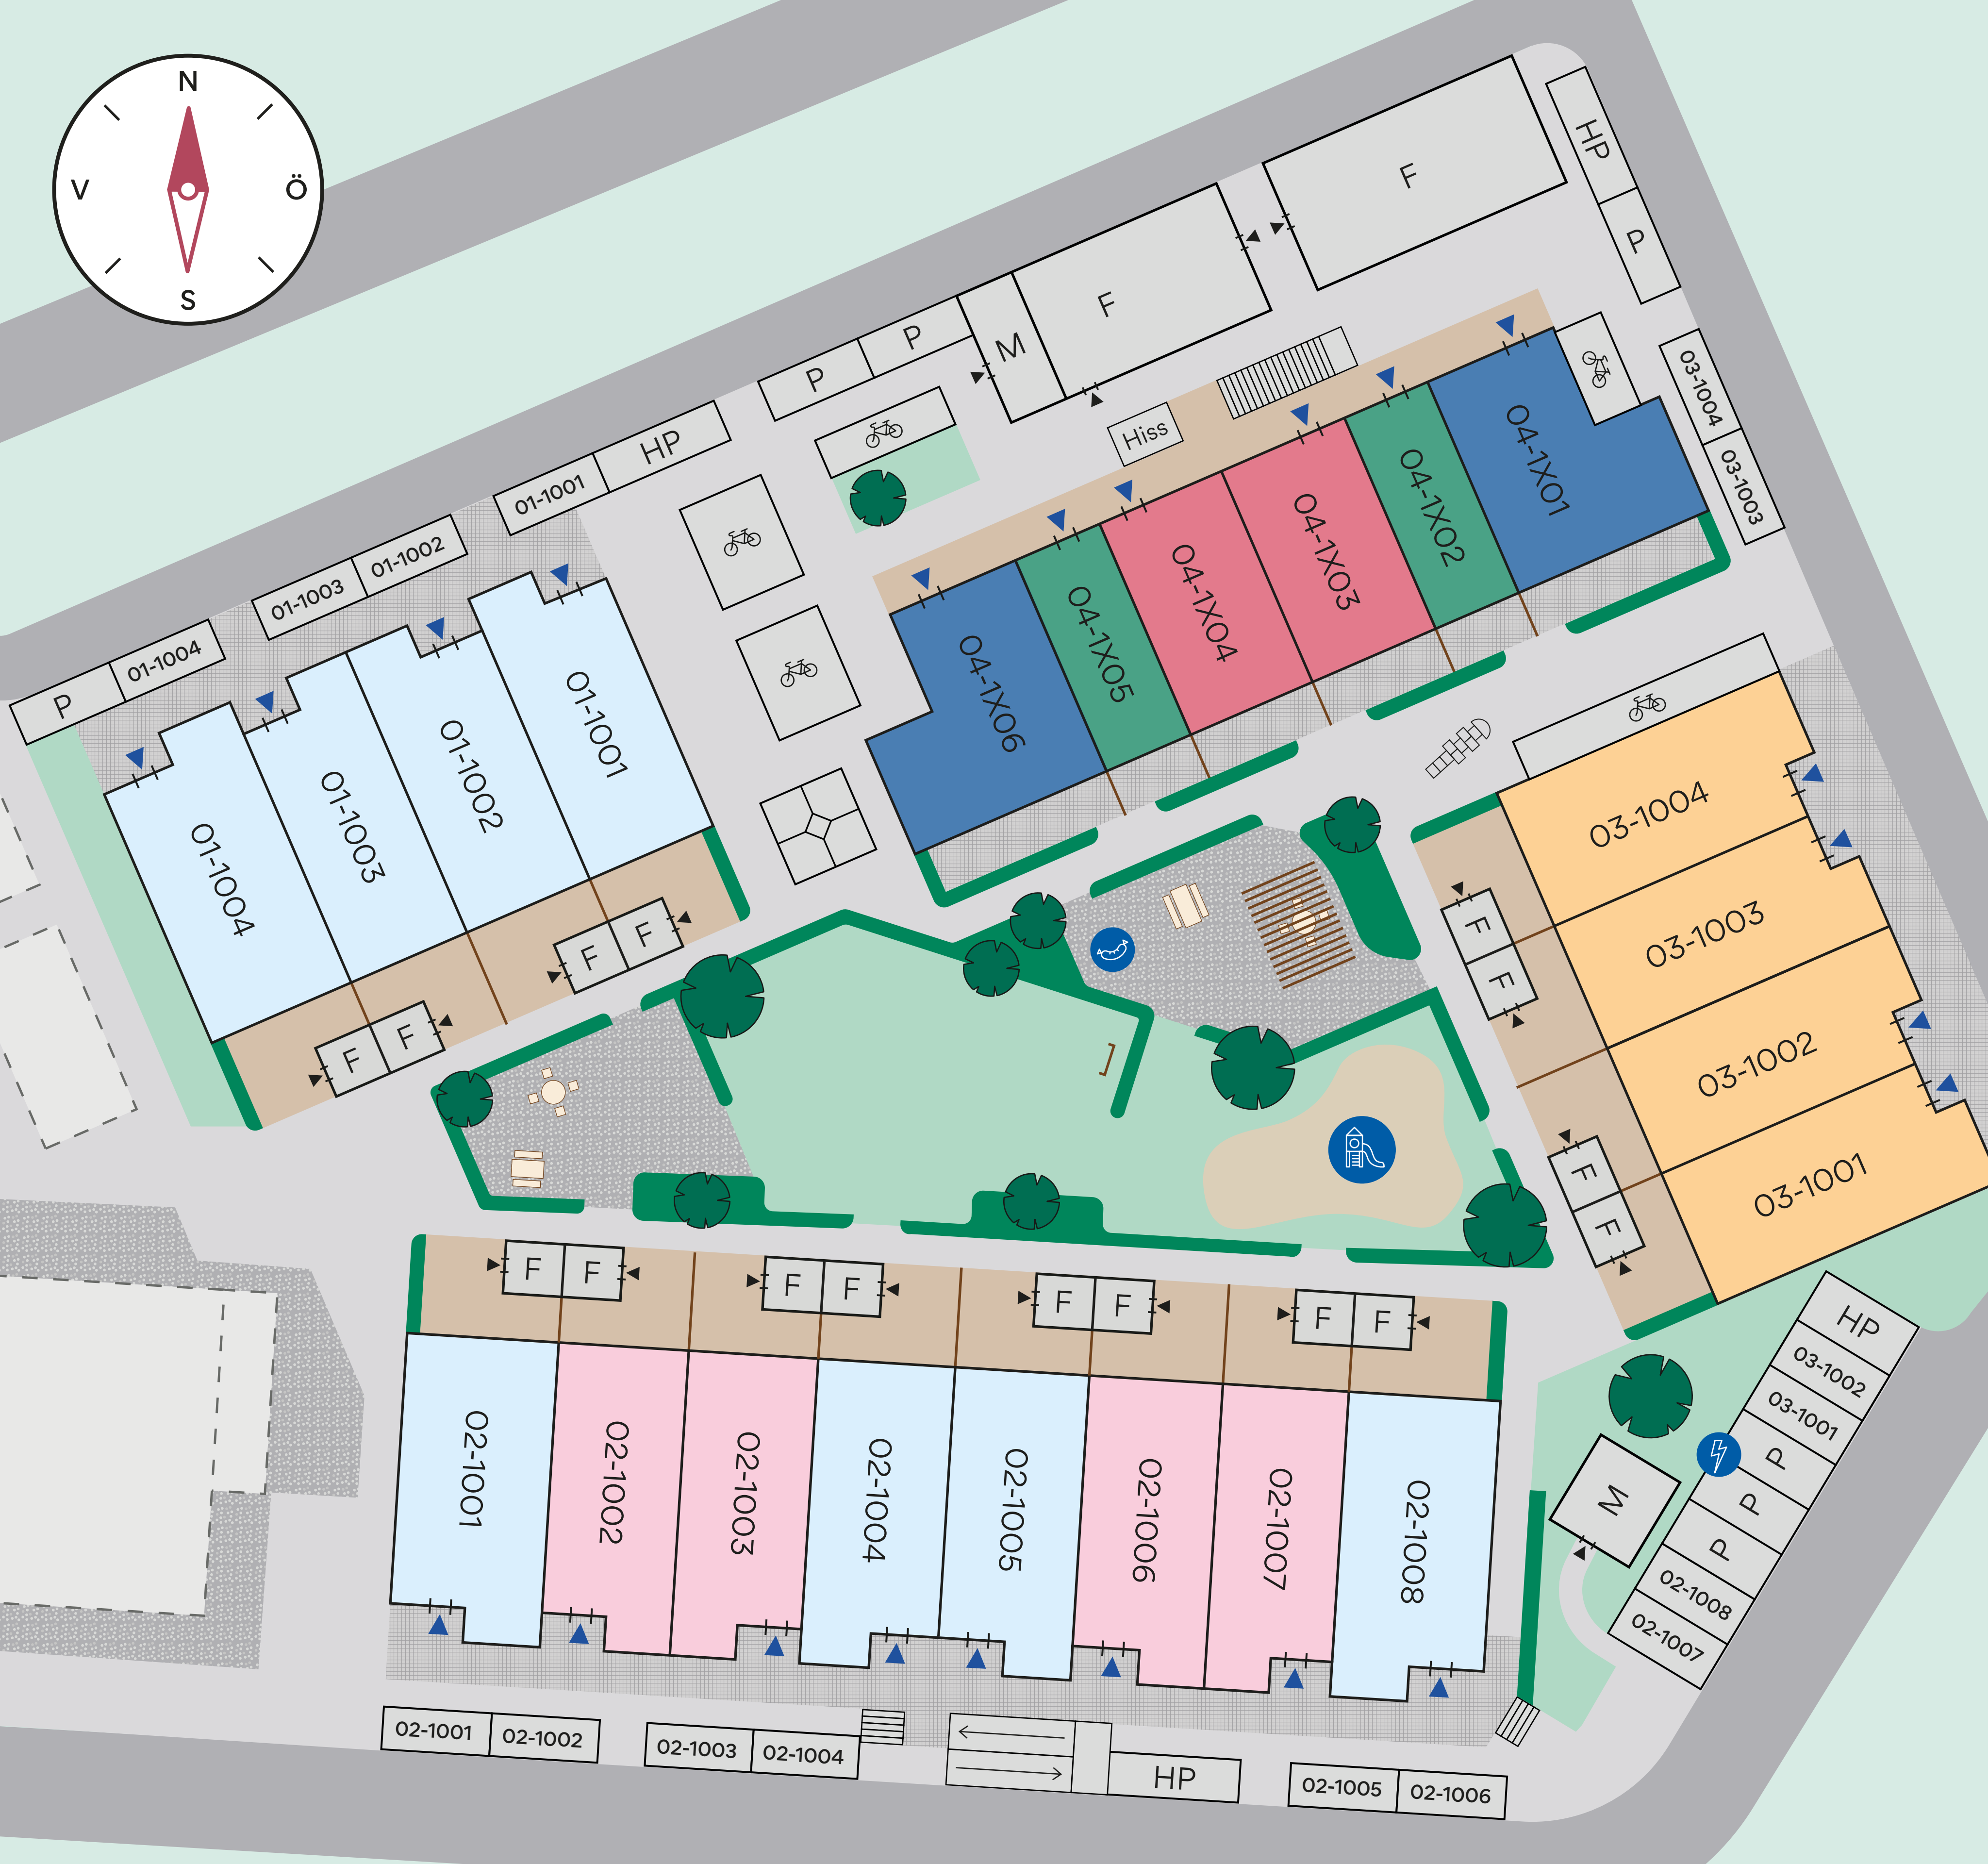 N
V
Ö
S
HP
P
F
F
M
P
P
HP
01-1001
01-1002
01-1003
01-1004
P
Hiss
03-1004
03-1003
04-1X01
04-1X02
04-1X03
04-1X04
04-1X05
04-1X06
01-1001
01-1002
01-1003
01-1004
F
F
F
F
03-1004
03-1003
03-1002
03-1001
F
F
F
F
F
F
F
F
F
F
F
F
02-1001
02-1002
02-1003
02-1004
02-1005
02-1006
02-1007
02-1008
HP
03-1002
03-1001
P
P
P
02-1008
02-1007
M
02-1001
02-1002
02-1003
02-1004
HP
02-1005
02-1006